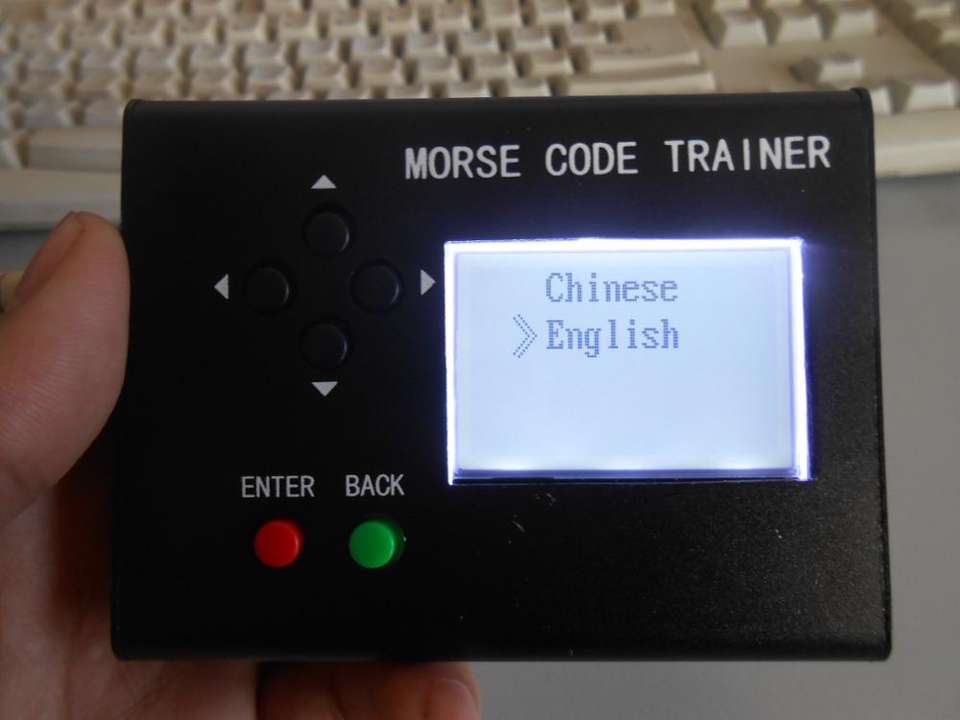 MORSE CODE TRAINER
Chinese
English
ENTER BACK